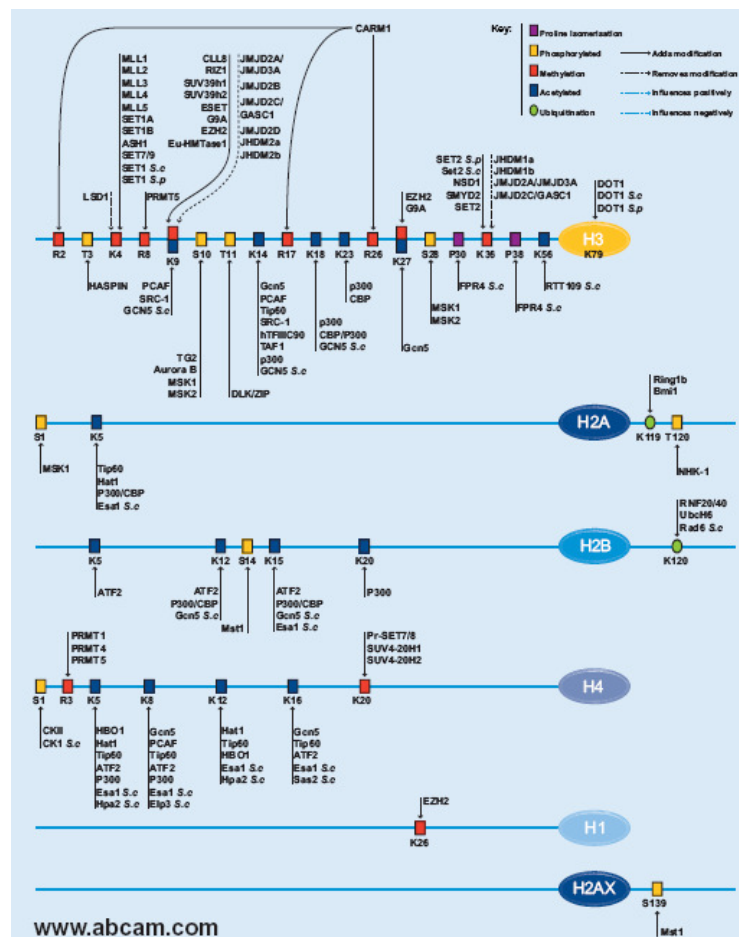 CARM1
Key:
Proline Isomerisation
Phosphorylated
Methylation
Acetylated
Ubiquitination
Adds modification
Removes modification
Influences positively
Influences negatively
MLL1
MLL2
MLL3
MLL4
MLL5
SET1A
SET1B
ASH1
SET7/9
SET1 S.c
SET1 S.p
CLL8
RIZ1
SUV39h1
SUV39h2
ESET
G9A
EZH2
Eu-HMTase1
JMJD2A/
JMJD3A
JMJD2B
JMJD2C/
GASC1
JMJD2D
JHDM2a
JHDM2b
LSD1
PRMT5
EZH2
G9A
SET2 S.p
Set2 S.c
NSD1
SMYD2
SET2
JHDM1a
JHDM1b
JMJD2A/JMJD3A
JMJD2C/GASC1
DOT1
DOT1 S.c
DOT1 S.p
H3
R2 T3 K4 R8 K9 S10 T11 K14 R17 K18 K23 R26 K27 S28 P30 K36 P38 K56 K79
HASPIN
PCAF
SRC-1
GCN5 S.c
TG2
Aurora B
MSK1
MSK2
DLK/ZIP
Gcn5
PCAF
Tip60
SRC-1
hTFIIIC90
TAF1
p300
GCN5 S.c
p300
CBP/P300
GCN5 S.c
p300
CBP
Gcn5
MSK1
MSK2
FPR4 S.c
FPR4 S.c
RTT109 S.c
Ring1b
Bmi1
H2A
S1 K5 K119 T120
MSK1
Tip60
Hat1
P300/CBP
Esa1 S.c
NHK-1
RNF20/40
UbcH6
Rad6 S.c
H2B
K5 K12 S14 K15 K20 K120
ATF2
ATF2
P300/CBP
Gcn5 S.c
Mst1
ATF2
P300/CBP
Gcn5 S.c
Esa1 S.c
P300
PRMT1
PRMT4
PRMT5
Pr-SET7/8
SUV4-20H1
SUV4-20H2
H4
S1 R3 K5 K8 K12 K16 K20
CKII
CK1 S.c
HBO1
Hat1
Tip60
ATF2
P300
Esa1 S.c
Hpa2 S.c
Gcn5
PCAF
Tip60
ATF2
P300
Esa1 S.c
Elp3 S.c
Hat1
Tip60
HBO1
Esa1 S.c
Hpa2 S.c
Gcn5
Tip60
ATF2
Esa1 S.c
Sas2 S.c
EZH2
H1
K26
H2AX
S139
Mst1
www.abcam.com